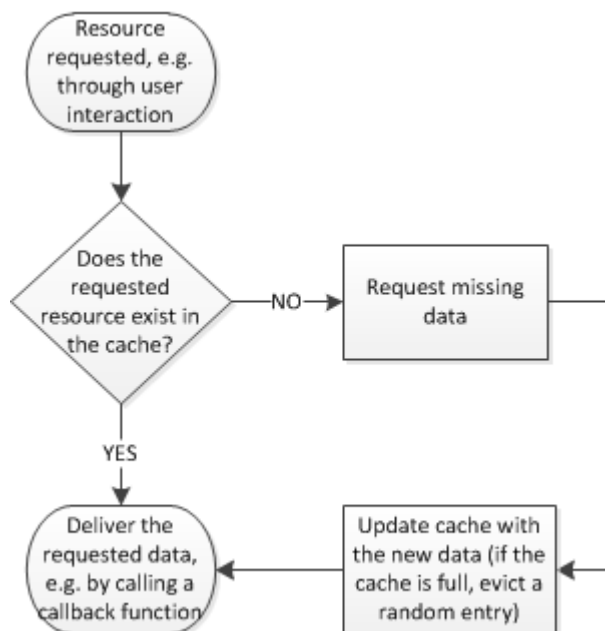 Resource
requested, e.g.
through user
interaction
Does the
requested
resource exist in
the cache?
NO
Request missing
data
YES
Deliver the
requested data,
e.g. by calling a
callback function
Update cache with
the new data (if the
cache is full, evict a
random entry)